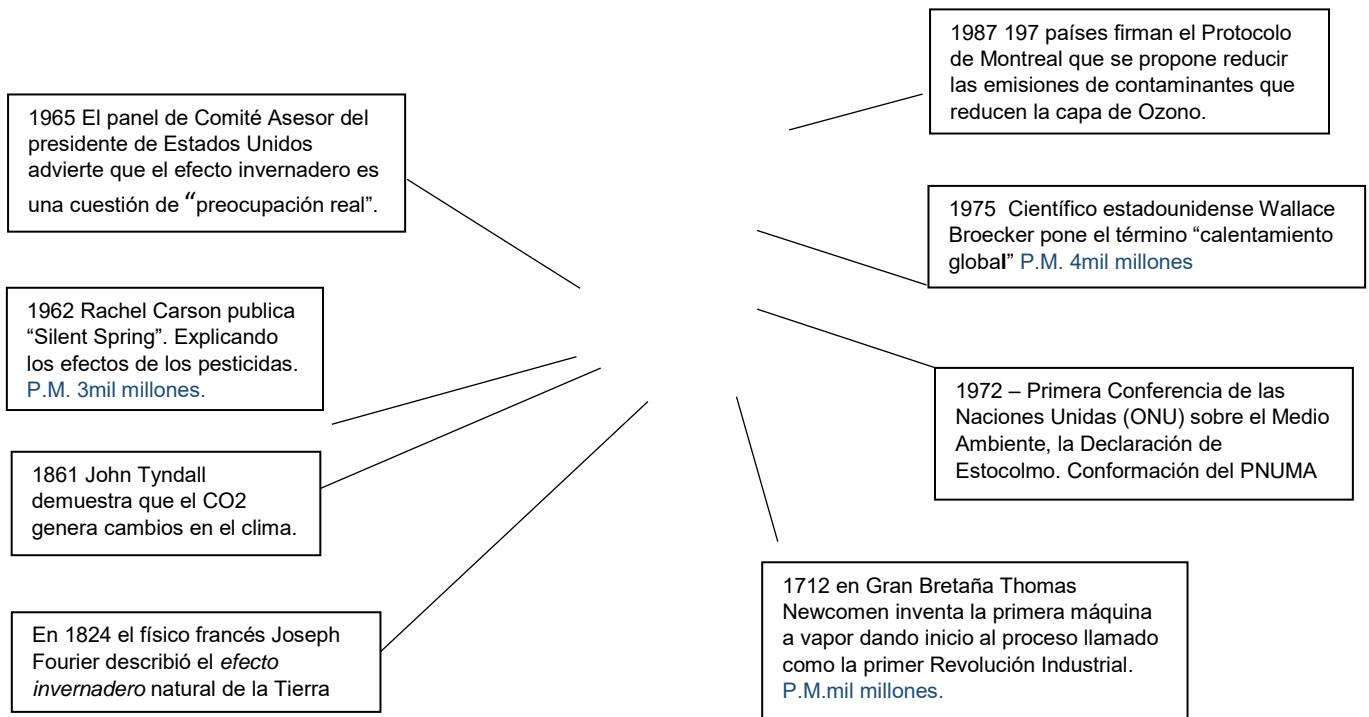 1965 El panel de Comité Asesor del
presidente de Estados Unidos
advierte que el efecto invernadero es
una cuestión de “preocupación real”.
1962 Rachel Carson publica
“Silent Spring”. Explicando
los efectos de los pesticidas.
P.M. 3mil millones.
1861 John Tyndall
demuestra que el CO2
genera cambios en el clima.
En 1824 el físico francés Joseph
Fourier describió el efecto
invernadero natural de la Tierra
1987 197 países firman el Protocolo
de Montreal que se propone reducir
las emisiones de contaminantes que
reducen la capa de Ozono.
1975 Científico estadounidense Wallace
Broecker pone el término “calentamiento
global” P.M. 4mil millones
1972 – Primera Conferencia de las
Naciones Unidas (ONU) sobre el Medio
Ambiente, la Declaración de
Estocolmo. Conformación del PNUMA
1712 en Gran Bretaña Thomas
Newcomen inventa la primera máquina
a vapor dando inicio al proceso llamado
como la primer Revolución Industrial.
P.M.mil millones.